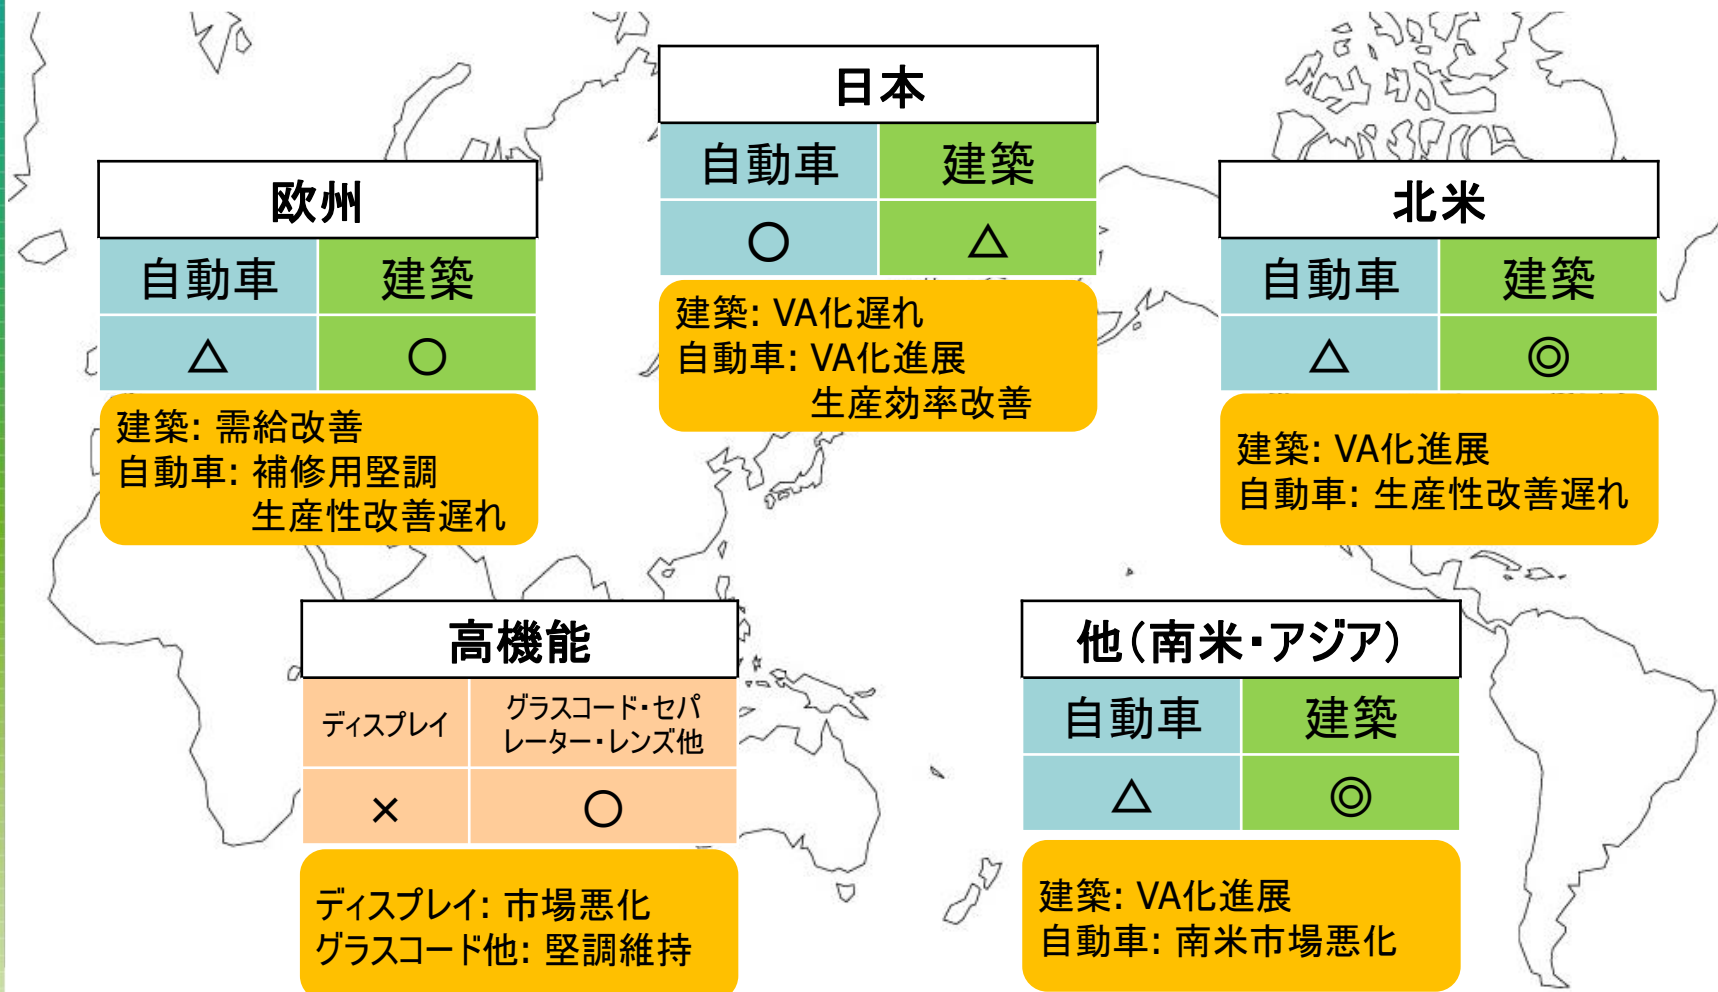 日本
自動車 建築
○ △
建築: VA化遅れ
自動車: VA化進展
生産効率改善
欧州
自動車 建築
△ ○
建築: 需給改善
自動車: 補修用堅調
生産性改善遅れ
北米
自動車 建築
△ ◎
建築: VA化進展
自動車: 生産性改善遅れ
高機能
ディスプレイ グラスコード・セパ
レーター・レンズ他
× ○
ディスプレイ: 市場悪化
グラスコード他: 堅調維持
他(南米・アジア)
自動車 建築
△ ◎
建築: VA化進展
自動車: 南米市場悪化